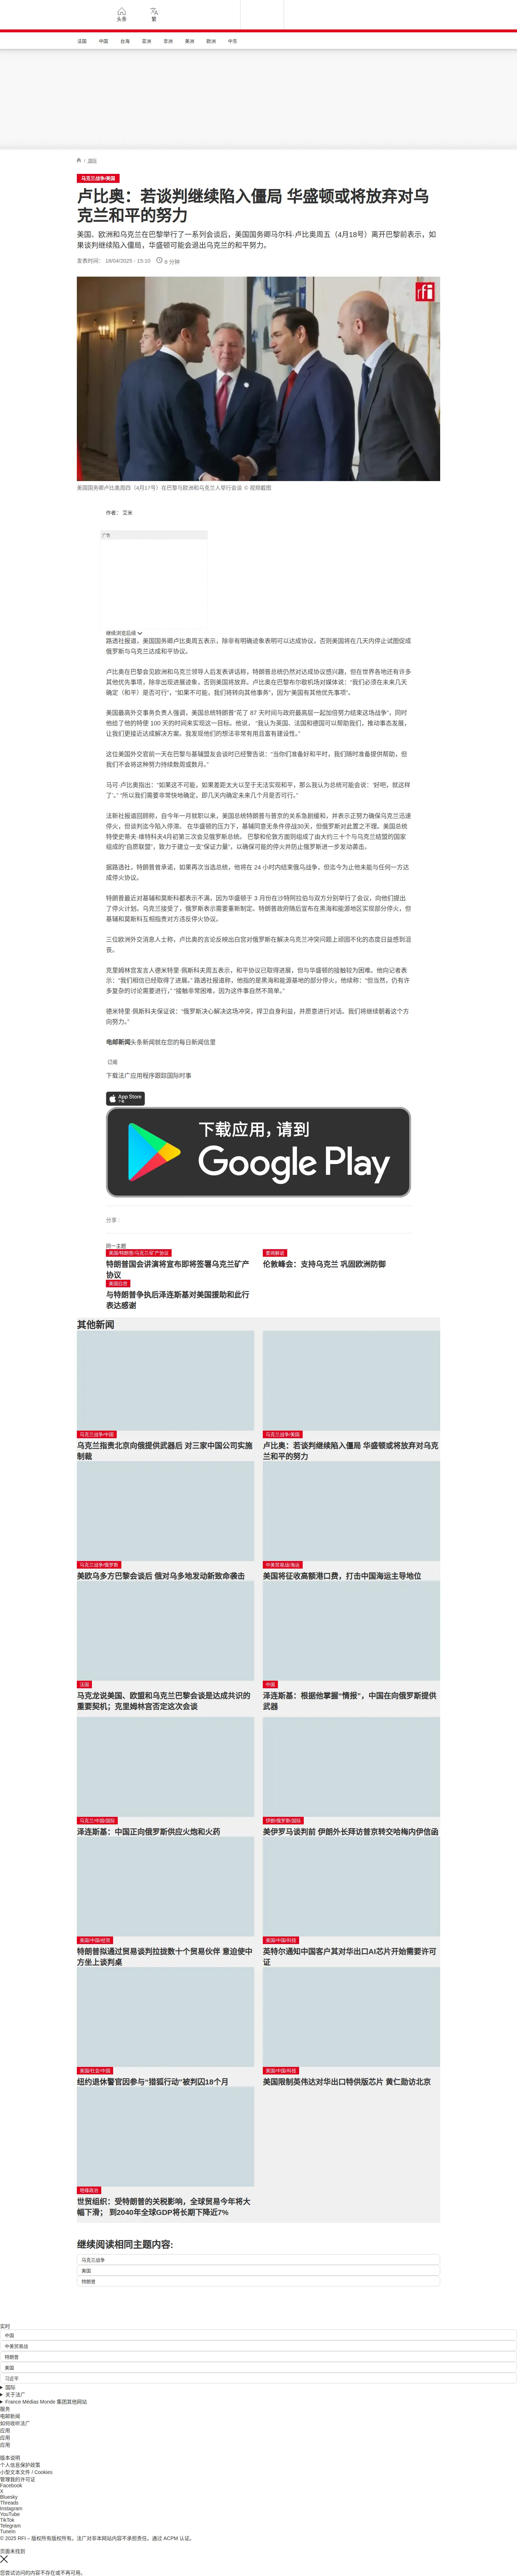 头条
繁
法国
中国
台海
亚洲
非洲
美洲
欧洲
中东
/ 国际
乌克兰战争/美国
卢比奥：若谈判继续陷入僵局 华盛顿或将放弃对乌
克兰和平的努力
美国、欧洲和乌克兰在巴黎举行了一系列会谈后，美国国务卿马尔科·卢比奥周五（4月18号）离开巴黎前表示，如
果谈判继续陷入僵局，华盛顿可能会退出乌克兰的和平努力。
发表时间： 18/04/2025 - 15:10
6 分钟
rfi
美国国务卿卢比奥周四（4月17号）在巴黎与欧洲和乌克兰人举行会谈 © 视频截图
作者： 艾米
广告
继续浏览后续
路透社报道，美国国务卿卢比奥周五表示，除非有明确迹象表明可以达成协议，否则美国将在几天内停止试图促成
俄罗斯与乌克兰达成和平协议。
卢比奥在巴黎会见欧洲和乌克兰领导人后发表讲话称，特朗普总统仍然对达成协议感兴趣，但在世界各地还有许多
其他优先事项，除非出现进展迹象，否则美国将放弃。卢比奥在巴黎布尔歇机场对媒体说：“我们必须在未来几天
确定（和平）是否可行”，“如果不可能，我们将转向其他事务”，因为“美国有其他优先事项”。
美国最高外交事务负责人强调，美国总统特朗普“花了 87 天时间与政府最高层一起加倍努力结束这场战争”，同时
他给了他的特使 100 天的时间来实现这一目标。他说， “我认为英国、法国和德国可以帮助我们，推动事态发展，
让我们更接近达成解决方案。我发现他们的想法非常有用且富有建设性。”
这位美国外交官前一天在巴黎与基辅盟友会谈时已经警告说：“当你们准备好和平时，我们随时准备提供帮助，但
我们不会将这种努力持续数周或数月。”
马可·卢比奥指出：“如果这不可能，如果差距太大以至于无法实现和平，那么我认为总统可能会说：‘好吧，就这样
了’。” “所以我们需要非常快地确定，即几天内确定未来几个月是否可行。”
法新社报道回顾称，自今年一月就职以来，美国总统特朗普与普京的关系急剧缓和，并表示正努力确保乌克兰迅速
停火，但谈判迄今陷入停滞。 在华盛顿的压力下，基辅同意无条件停战30天，但俄罗斯对此置之不理。美国总统
特使史蒂夫·维特科夫4月初第三次会见俄罗斯总统。 巴黎和伦敦方面则组成了由大约三十个与乌克兰结盟的国家
组成的“自愿联盟”，致力于建立一支“保证力量”，以确保可能的停火并防止俄罗斯进一步发动袭击。
据路透社，特朗普曾承诺，如果再次当选总统，他将在 24 小时内结束俄乌战争，但迄今为止他未能与任何一方达
成停火协议。
特朗普最近对基辅和莫斯科都表示不满，因为华盛顿于 3 月份在沙特阿拉伯与双方分别举行了会议，向他们提出
了停火计划。乌克兰接受了，俄罗斯表示需要重新制定。特朗普政府随后宣布在黑海和能源地区实现部分停火，但
基辅和莫斯科互相指责对方违反停火协议。
三位欧洲外交消息人士称，卢比奥的言论反映出白宫对俄罗斯在解决乌克兰冲突问题上顽固不化的态度日益感到沮
丧。
克里姆林宫发言人德米特里·佩斯科夫周五表示，和平协议已取得进展，但与华盛顿的接触较为困难。他向记者表
示：“我们相信已经取得了进展。” 路透社报道称，他指的是黑海和能源基地的部分停火，他续称：“但当然，仍有许
多复杂的讨论需要进行，” “接触非常困难，因为这件事自然不简单。”
德米特里·佩斯科夫保证说：“俄罗斯决心解决这场冲突，捍卫自身利益，并愿意进行对话。我们将继续朝着这个方
向努力。”
电邮新闻头条新闻就在您的每日新闻信里
订阅
下载法广应用程序跟踪国际时事
App Store
下载
下载应用，请到
Google Play
分享 :
同一主题
美国/特朗普/乌克兰/矿产协议
特朗普国会讲演将宣布即将签署乌克兰矿产
协议
要闻解说
伦敦峰会：支持乌克兰 巩固欧洲防御
美国白宫
与特朗普争执后泽连斯基对美国援助和此行
表达感谢
其他新闻
乌克兰战争/中国
乌克兰指责北京向俄提供武器后 对三家中国公司实施
制裁
乌克兰战争/美国
卢比奥：若谈判继续陷入僵局 华盛顿或将放弃对乌克
兰和平的努力
乌克兰战争/俄罗斯
美欧乌多方巴黎会谈后 俄对乌多地发动新致命袭击
中美贸易战/海运
美国将征收高额港口费，打击中国海运主导地位
法国
马克龙说美国、欧盟和乌克兰巴黎会谈是达成共识的
重要契机；克里姆林宫否定这次会谈
中国
泽连斯基：根据他掌握“情报”，中国在向俄罗斯提供
武器
乌克兰/中国/国际
泽连斯基：中国正向俄罗斯供应火炮和火药
伊朗/俄罗斯/国际
美伊罗马谈判前 伊朗外长拜访普京转交哈梅内伊信函
美国/中国/经贸
特朗普拟通过贸易谈判拉拢数十个贸易伙伴 意迫使中
方坐上谈判桌
美国/中国/科技
英特尔通知中国客户其对华出口AI芯片开始需要许可
证
美国/社会/中国
纽约退休警官因参与“猎狐行动”被判囚18个月
美国/中国/科技
美国限制英伟达对华出口特供版芯片 黄仁勋访北京
地缘政治
世贸组织：受特朗普的关税影响，全球贸易今年将大
幅下滑； 到2040年全球GDP将长期下降近7%
继续阅读相同主题内容:
乌克兰战争
美国
特朗普
实时
中国
中美贸易战
特朗普
美国
习近平
国际
关于法广
France Médias Monde 集团其他网站
服务
电邮新闻
如何收听法广
应用
应用
应用
版本说明
个人信息保护政策
小型文本文件 / Cookies
管理我的许可证
Facebook
X
Bluesky
Threads
Instagram
YouTube
TikTok
Telegram
TuneIn
© 2025 RFI – 版权所有版权所有。法广对非本网站内容不承担责任。通过 ACPM 认证。
页面未找到
您尝试访问的内容不存在或不再可用。